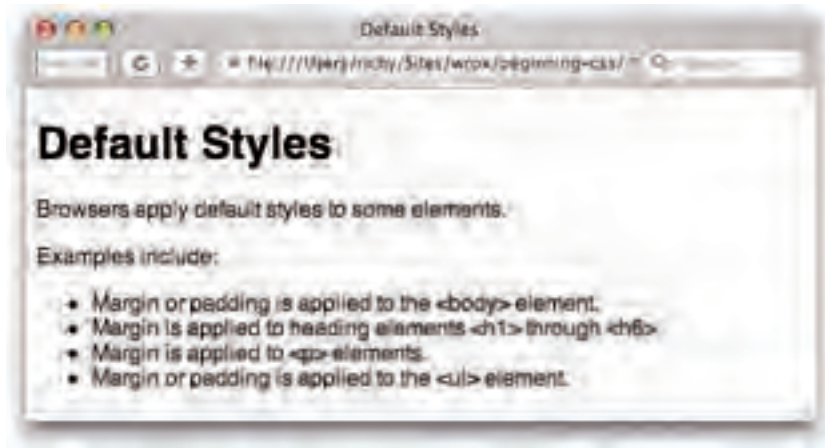 Default Styles
file:///Users/richy/Sites/wrox/beginning-css/
Default Styles
Browsers apply default styles to some elements.
Examples include:
• Margin or padding is applied to the <body> element.
• Margin is applied to heading elements <h1> through <h6>
• Margin is applied to <p> elements.
• Margin or padding is applied to the <ul> element.